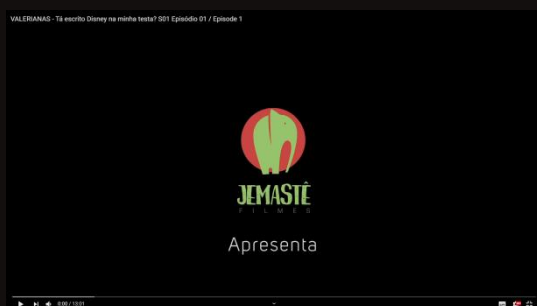 VALERIANAS - Tá escrito Disney na minha testa? S01 Episódio 01 / Episode 1
JEMASTÊ
FILMES
Apresenta
0:00 / 13:01